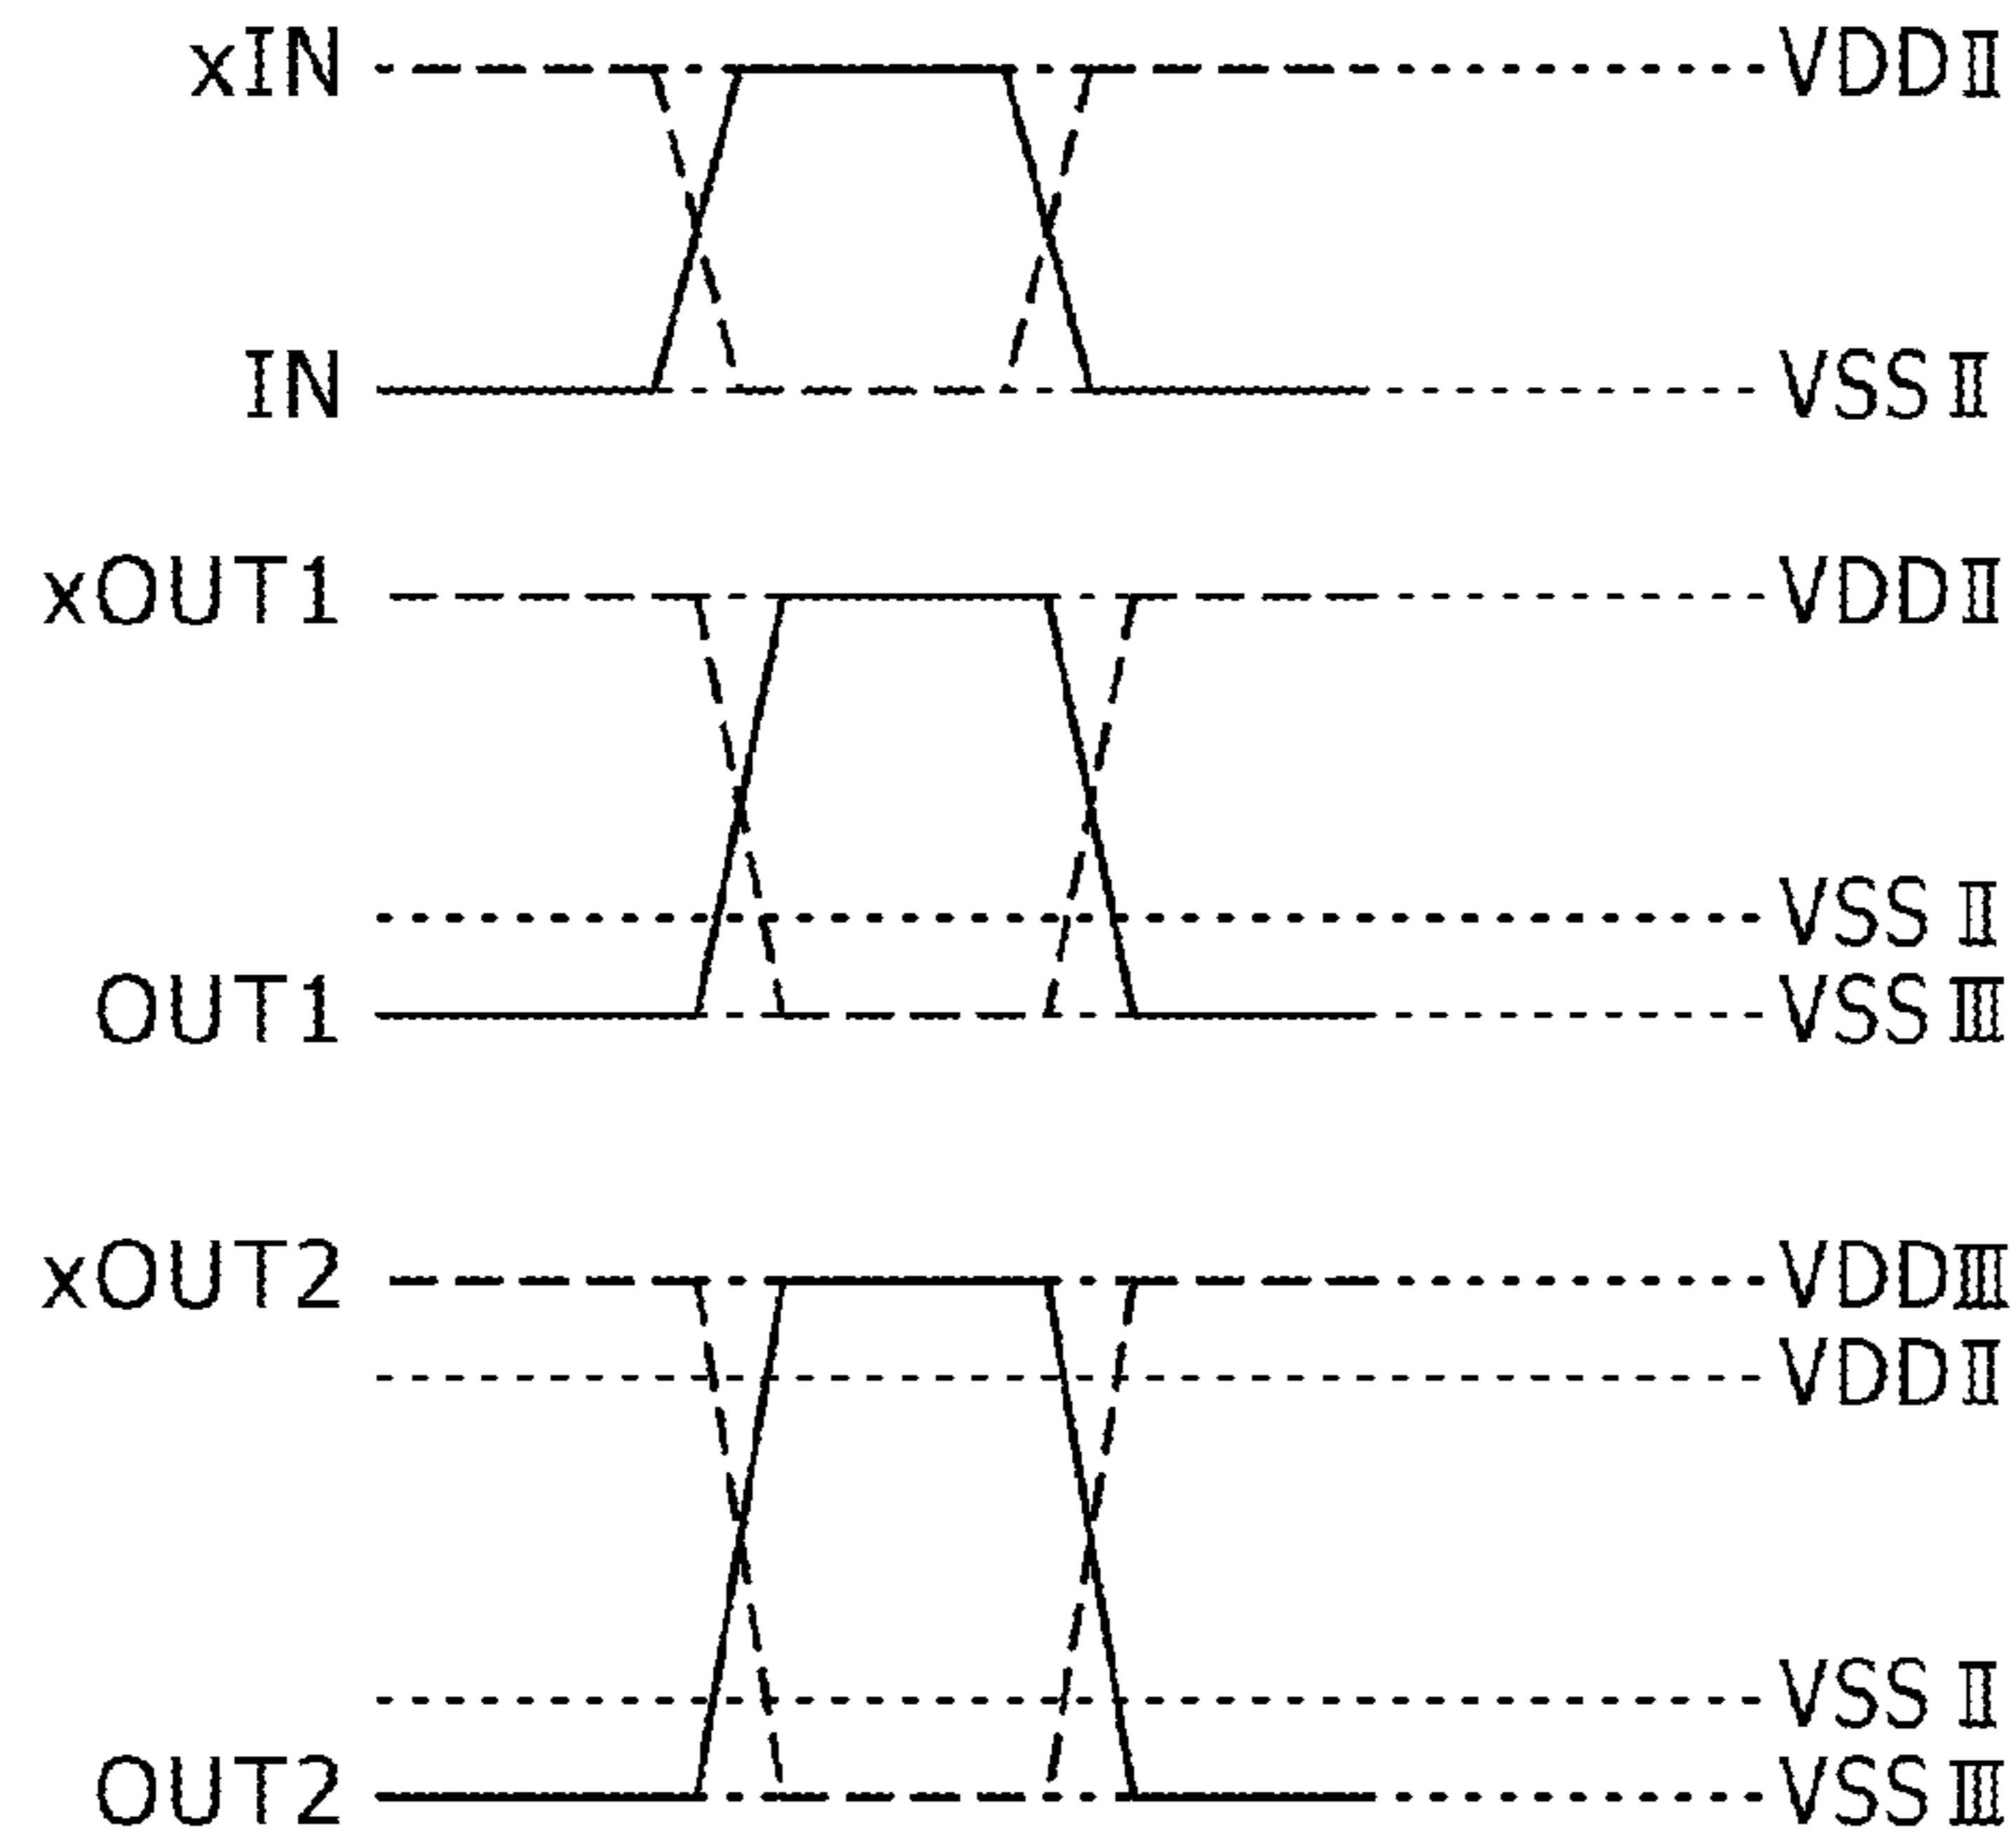 xIN VDDⅡ
IN VSSⅡ
xOUT1 VDDⅡ
VSSⅡ
OUT1 VSSⅢ
xOUT2 VDDⅢ
VDDⅡ
VSSⅡ
OUT2 VSSⅢ